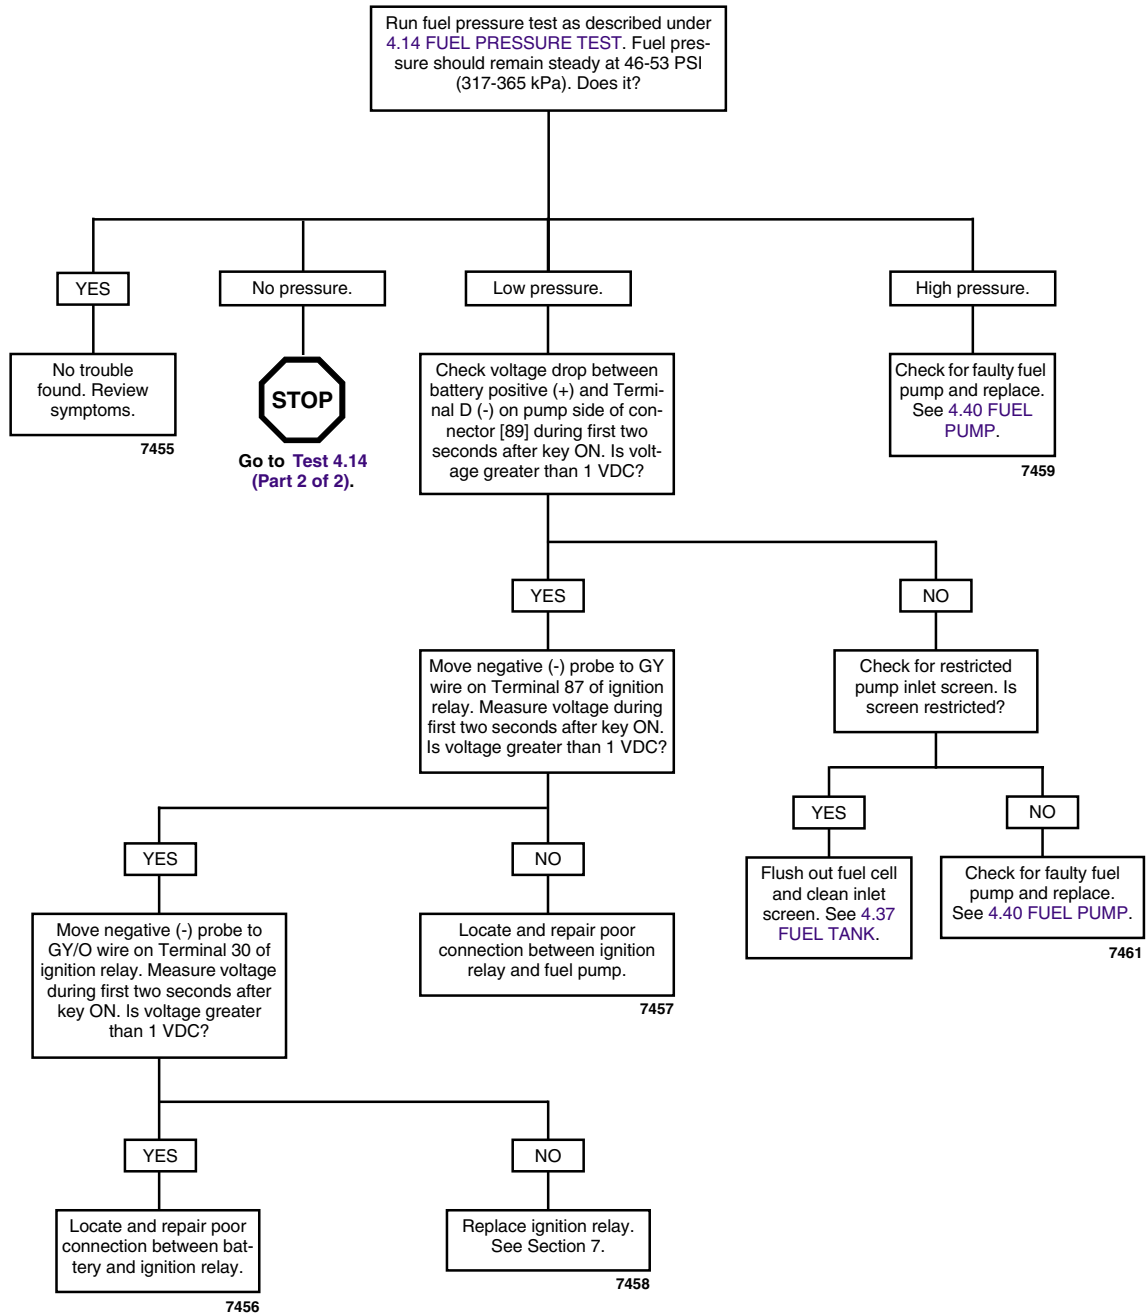 Run fuel pressure test as described under
4.14 FUEL PRESSURE TEST. Fuel pres-
sure should remain steady at 46-53 PSI
(317-365 kPa). Does it?
YES
No pressure.
Low pressure.
High pressure.
No trouble
found. Review
symptoms.
7455
STOP
Go to Test 4.14
(Part 2 of 2).
Check voltage drop between
battery positive (+) and Termi-
nal D (-) on pump side of con-
nector [89] during first two
seconds after key ON. Is volt-
age greater than 1 VDC?
Check for faulty fuel
pump and replace.
See 4.40 FUEL
PUMP.
7459
YES
NO
Move negative (-) probe to GY
wire on Terminal 87 of ignition
relay. Measure voltage during
first two seconds after key ON.
Is voltage greater than 1 VDC?
Check for restricted
pump inlet screen. Is
screen restricted?
YES
NO
YES
NO
Flush out fuel cell
and clean inlet
screen. See 4.37
FUEL TANK.
Check for faulty fuel
pump and replace.
See 4.40 FUEL PUMP.
7461
Move negative (-) probe to
GY/O wire on Terminal 30 of
ignition relay. Measure voltage
during first two seconds after
key ON. Is voltage greater
than 1 VDC?
Locate and repair poor
connection between ignition
relay and fuel pump.
7457
YES
NO
Locate and repair poor
connection between bat-
tery and ignition relay.
7456
Replace ignition relay.
See Section 7.
7458